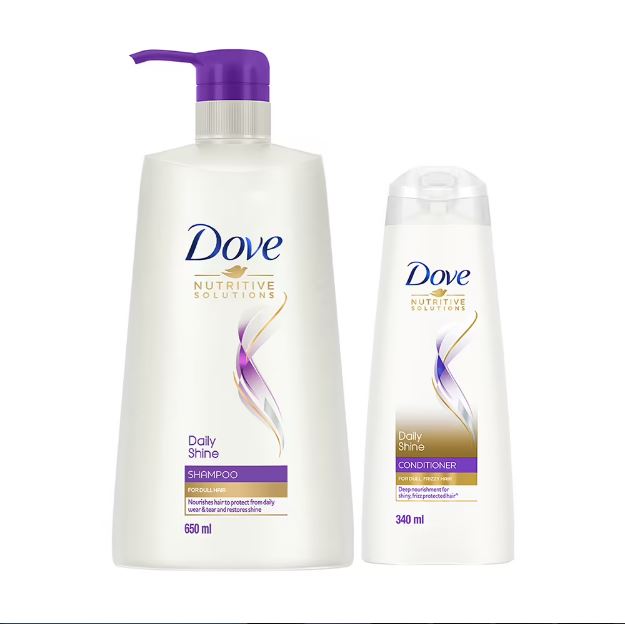 Dove
NUTRITIVE
SOLUTIONS
Daily
Shine
SHAMPOO
FOR DULL HAIR
Nourishes hair to protect from daily
wear & tear and restores shine
650 ml
Dove
NUTRITIVE
SOLUTIONS
Daily
Shine
CONDITIONER
FOR DULL, FRIZZY HAIR
Deep nourishment for
shiny, frizz protected hair^
340 ml